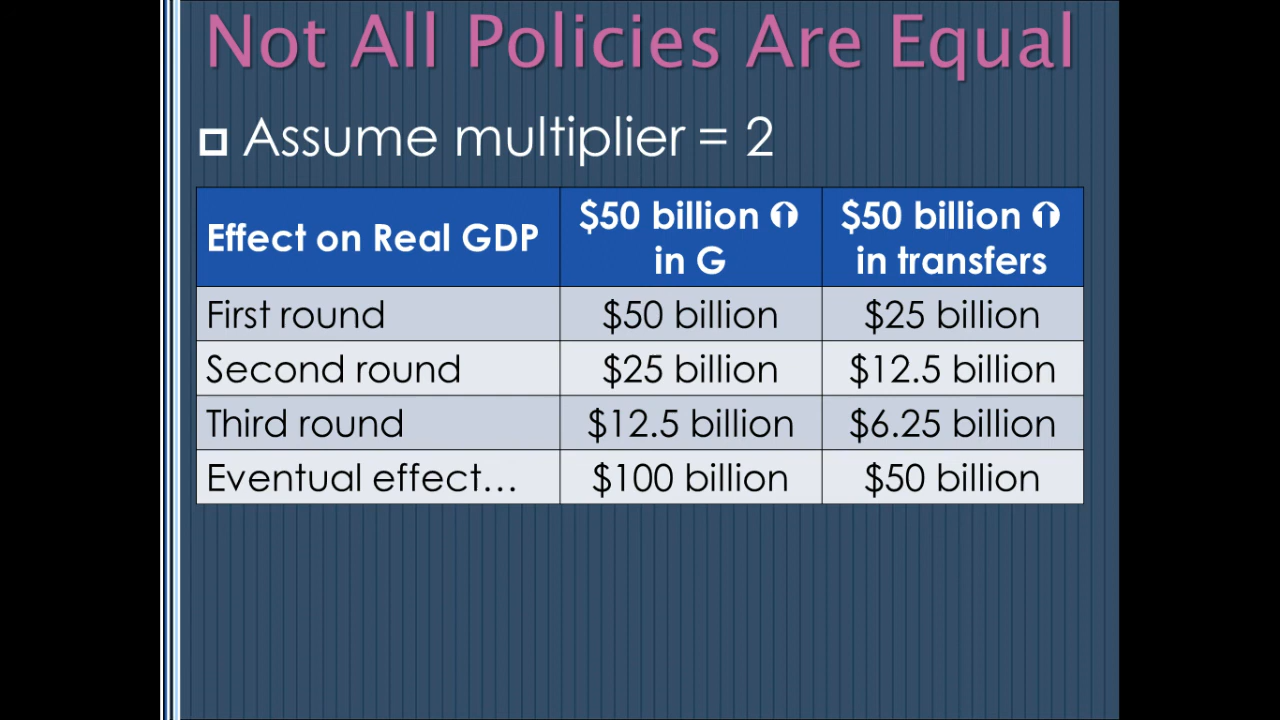 Not All Policies Are Equal
Assume multiplier = 2
Effect on Real GDP
$50 billion ⬆
in G
$50 billion ⬆
in transfers
First round $50 billion $25 billion
Second round $25 billion $12.5 billion
Third round $12.5 billion $6.25 billion
Eventual effect… $100 billion $50 billion